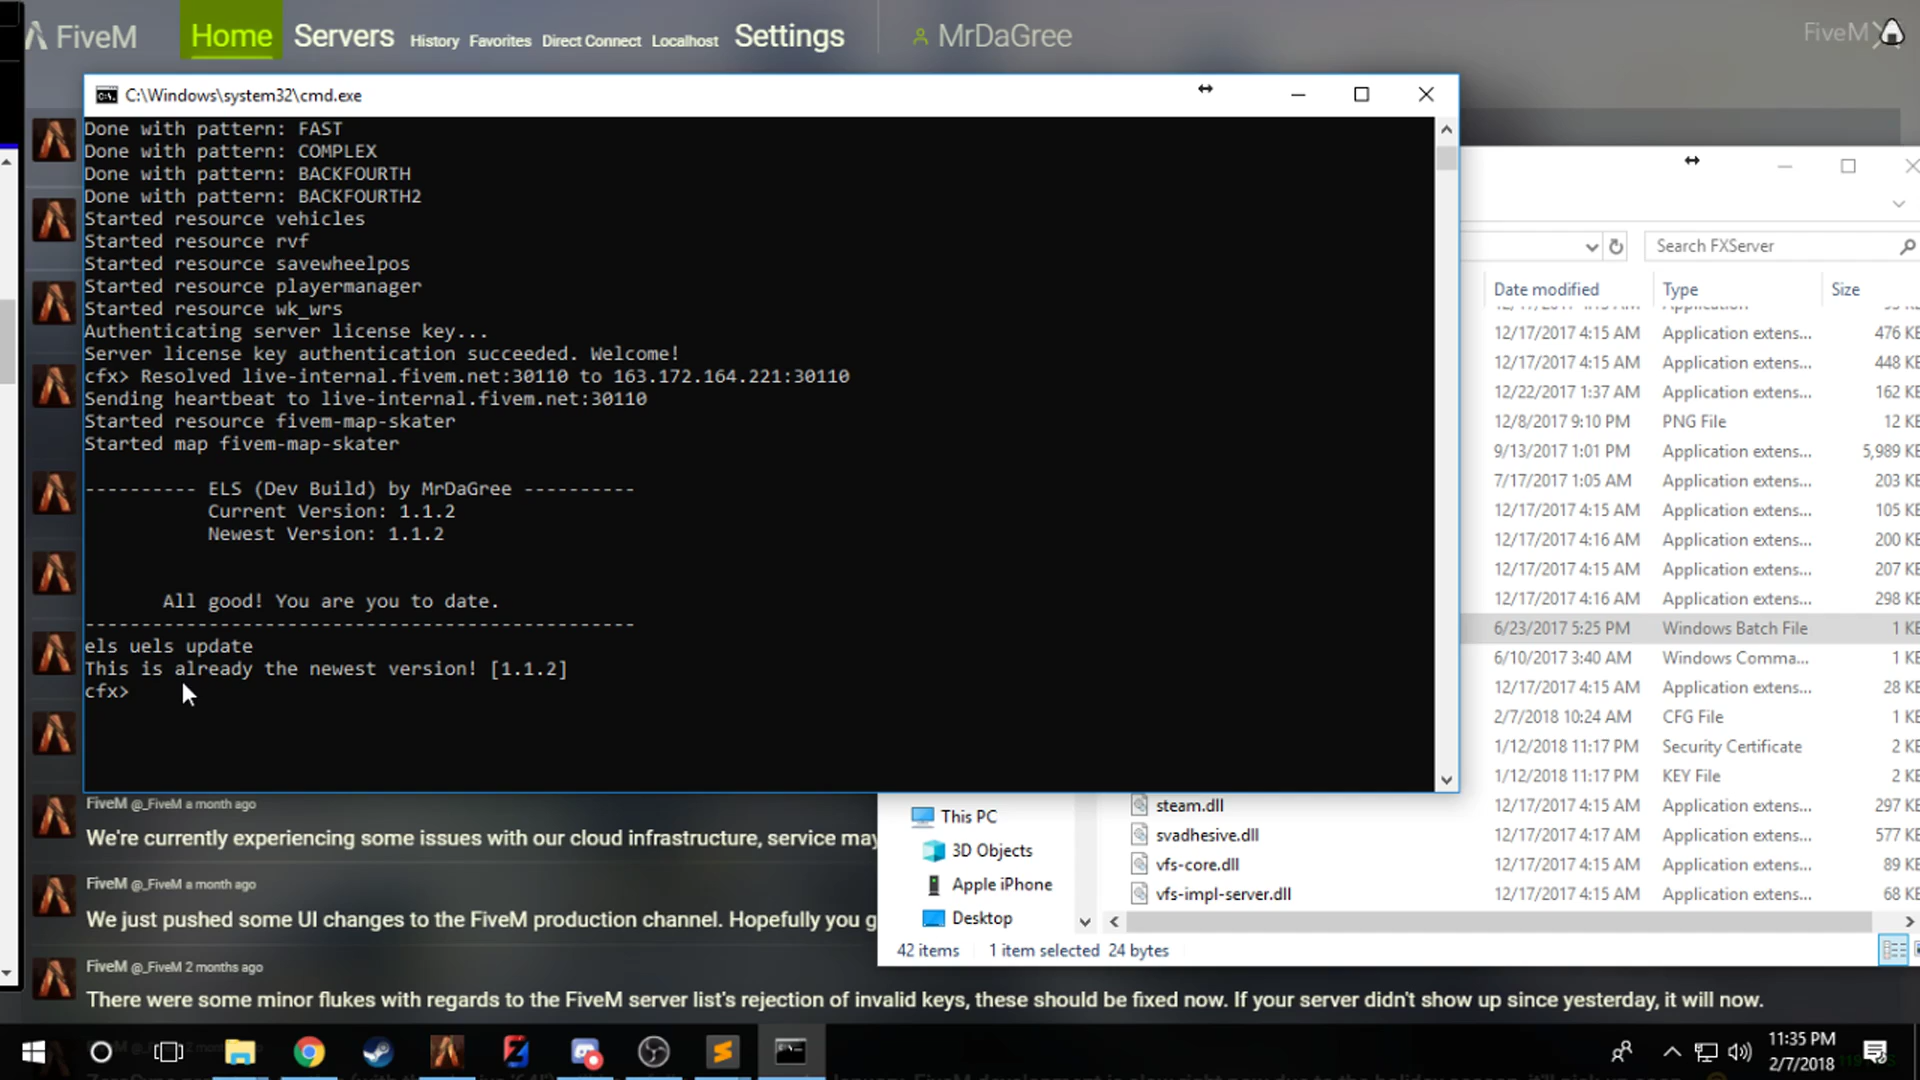 FiveM
Home
Servers
History
Favorites
Direct Connect
Localhost
Settings
MrDaGree
FiveM
C:\Windows\system32\cmd.exe
Done with pattern: FAST
Done with pattern: COMPLEX
Done with pattern: BACKFOURTH
Done with pattern: BACKFOURTH2
Started resource vehicles
Started resource rvf
Started resource savewheelpos
Started resource playermanager
Started resource wk_wrs
Authenticating server license key...
Server license key authentication succeeded. Welcome!
cfx> Resolved live-internal.fivem.net:30110 to 163.172.164.221:30110
Sending heartbeat to live-internal.fivem.net:30110
Started resource fivem-map-skater
Started map fivem-map-skater
---------- ELS (Dev Build) by MrDaGree ----------
Current Version: 1.1.2
Newest Version: 1.1.2
All good! You are you to date.
-------------------------------------------------
els uels update
This is already the newest version! [1.1.2]
cfx>
Search FXServer
Date modified Type Size
12/17/2017 4:15 AM Application extens... 476 KB
12/17/2017 4:15 AM Application extens... 448 KB
12/22/2017 1:37 AM Application extens... 162 KB
12/8/2017 9:10 PM PNG File 12 KB
9/13/2017 1:01 PM Application extens... 5,989 KB
7/17/2017 1:05 AM Application extens... 203 KB
12/17/2017 4:15 AM Application extens... 105 KB
12/17/2017 4:16 AM Application extens... 200 KB
12/17/2017 4:15 AM Application extens... 207 KB
12/17/2017 4:16 AM Application extens... 298 KB
6/23/2017 5:25 PM Windows Batch File 1 KB
6/10/2017 3:40 AM Windows Comma... 1 KB
12/17/2017 4:15 AM Application extens... 28 KB
2/7/2018 10:24 AM CFG File 1 KB
1/12/2018 11:17 PM Security Certificate 2 KB
1/12/2018 11:17 PM KEY File 2 KB
steam.dll 12/17/2017 4:15 AM Application extens... 297 KB
svadhesive.dll 12/17/2017 4:17 AM Application extens... 577 KB
vfs-core.dll 12/17/2017 4:15 AM Application extens... 89 KB
vfs-impl-server.dll 12/17/2017 4:15 AM Application extens... 68 KB
This PC
3D Objects
Apple iPhone
Desktop
42 items 1 item selected 24 bytes
FiveM @_FiveM a month ago
We're currently experiencing some issues with our cloud infrastructure, service may
FiveM @_FiveM a month ago
We just pushed some UI changes to the FiveM production channel. Hopefully you g
FiveM @_FiveM 2 months ago
There were some minor flukes with regards to the FiveM server list's rejection of invalid keys, these should be fixed now. If your server didn't show up since yesterday, it will now.
11:35 PM
2/7/2018